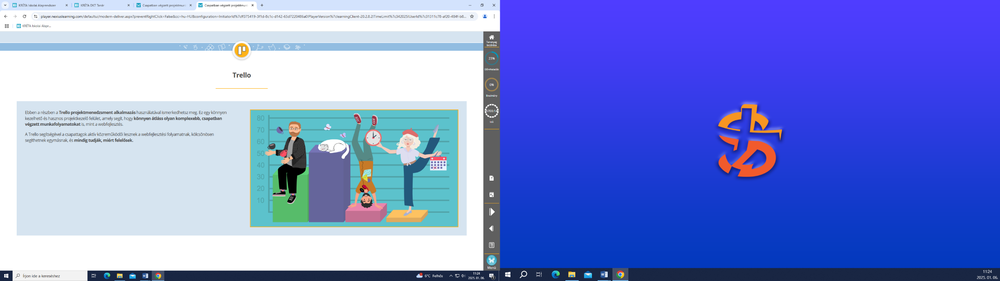 KRÉTA Iskolai Alaprendszer
KRÉTA DKT Tanár
Csapatban végzett projektmun
Csapatban végzett projektmun
player.nexiuslearning.com/defaultui/modern-deliver.aspx?preventRightClick=False&cc=hu-HU&configuration=InitiatorId%7cff375419-3f1d-8c1c-d142-65d7220486a0!PlayerVersion%7clearningClient-20.2.8.2!TimeLimit%7c342025!UserId%7c31311c78-af20-484f-b8...
KRÉTA Iskolai Alapr...
Tananyag
bezárása
23%
Előrehaladás
0%
Eredmény
5700:14
Idő
Menü
Trello
Ebben a részben a Trello projektmenedzsment alkalmazás használatával ismerkedhetsz meg. Ez egy könnyen
kezelhető és hasznos projektkezelő felület, amely segít, hogy könnyen átláss olyan komplexebb, csapatban
végzett munkafolyamatokat is, mint a webfejlesztés.
A Trello segítségével a csapattagok aktív közreműködői lesznek a webfejlesztési folyamatnak, kölcsönösen
segíthetnek egymásnak, és mindig tudják, miért felelősek.
80
70
60
50
40
30
20
10
Írjon ide a kereséshez
6°C Felhős
11:24
2025. 01. 06.
1
11:24
2025. 01. 06.